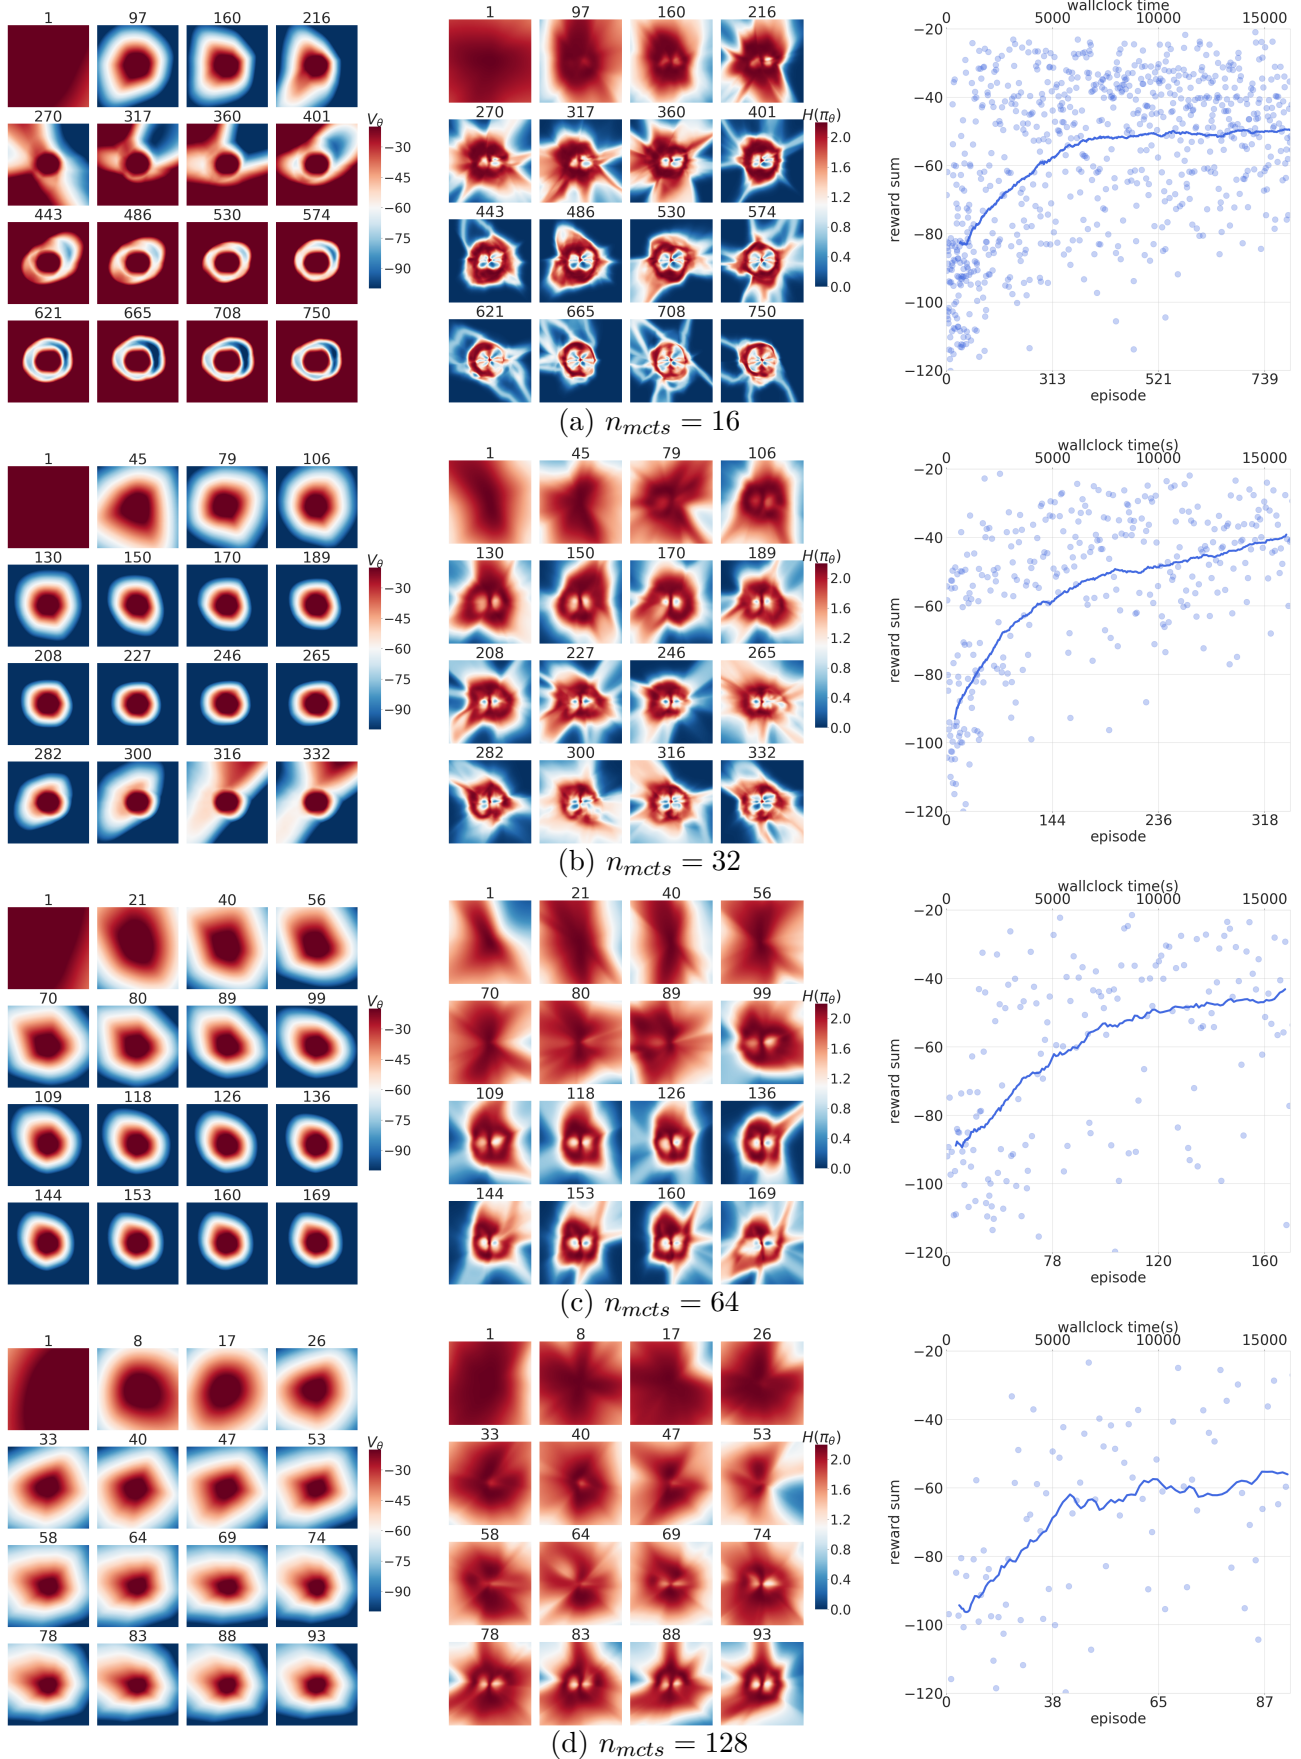 1 97 160 216
270 317 360 401
443 486 530 574
621 665 708 750
Vθ
−30
−45
−60
−75
−90
1 97 160 216
270 317 360 401
443 486 530 574
621 665 708 750
H(πθ)
2.0
1.6
1.2
0.8
0.4
0.0
wallclock time
0 5000 10000 15000
reward sum
−20
−40
−60
−80
−100
−120
0 313 521 739
episode
(a) nmcts = 16
1 45 79 106
130 150 170 189
208 227 246 265
282 300 316 332
Vθ
−30
−45
−60
−75
−90
1 45 79 106
130 150 170 189
208 227 246 265
282 300 316 332
H(πθ)
2.0
1.6
1.2
0.8
0.4
0.0
wallclock time(s)
0 5000 10000 15000
reward sum
−20
−40
−60
−80
−100
−120
0 144 236 318
episode
(b) nmcts = 32
1 21 40 56
70 80 89 99
109 118 126 136
144 153 160 169
Vθ
−30
−45
−60
−75
−90
1 21 40 56
70 80 89 99
109 118 126 136
144 153 160 169
H(πθ)
2.0
1.6
1.2
0.8
0.4
0.0
wallclock time(s)
0 5000 10000 15000
reward sum
−20
−40
−60
−80
−100
−120
0 78 120 160
episode
(c) nmcts = 64
1 8 17 26
33 40 47 53
58 64 69 74
78 83 88 93
Vθ
−30
−45
−60
−75
−90
1 8 17 26
33 40 47 53
58 64 69 74
78 83 88 93
H(πθ)
2.0
1.6
1.2
0.8
0.4
0.0
wallclock time(s)
0 5000 10000 15000
reward sum
−20
−40
−60
−80
−100
−120
0 38 65 87
episode
(d) nmcts = 128